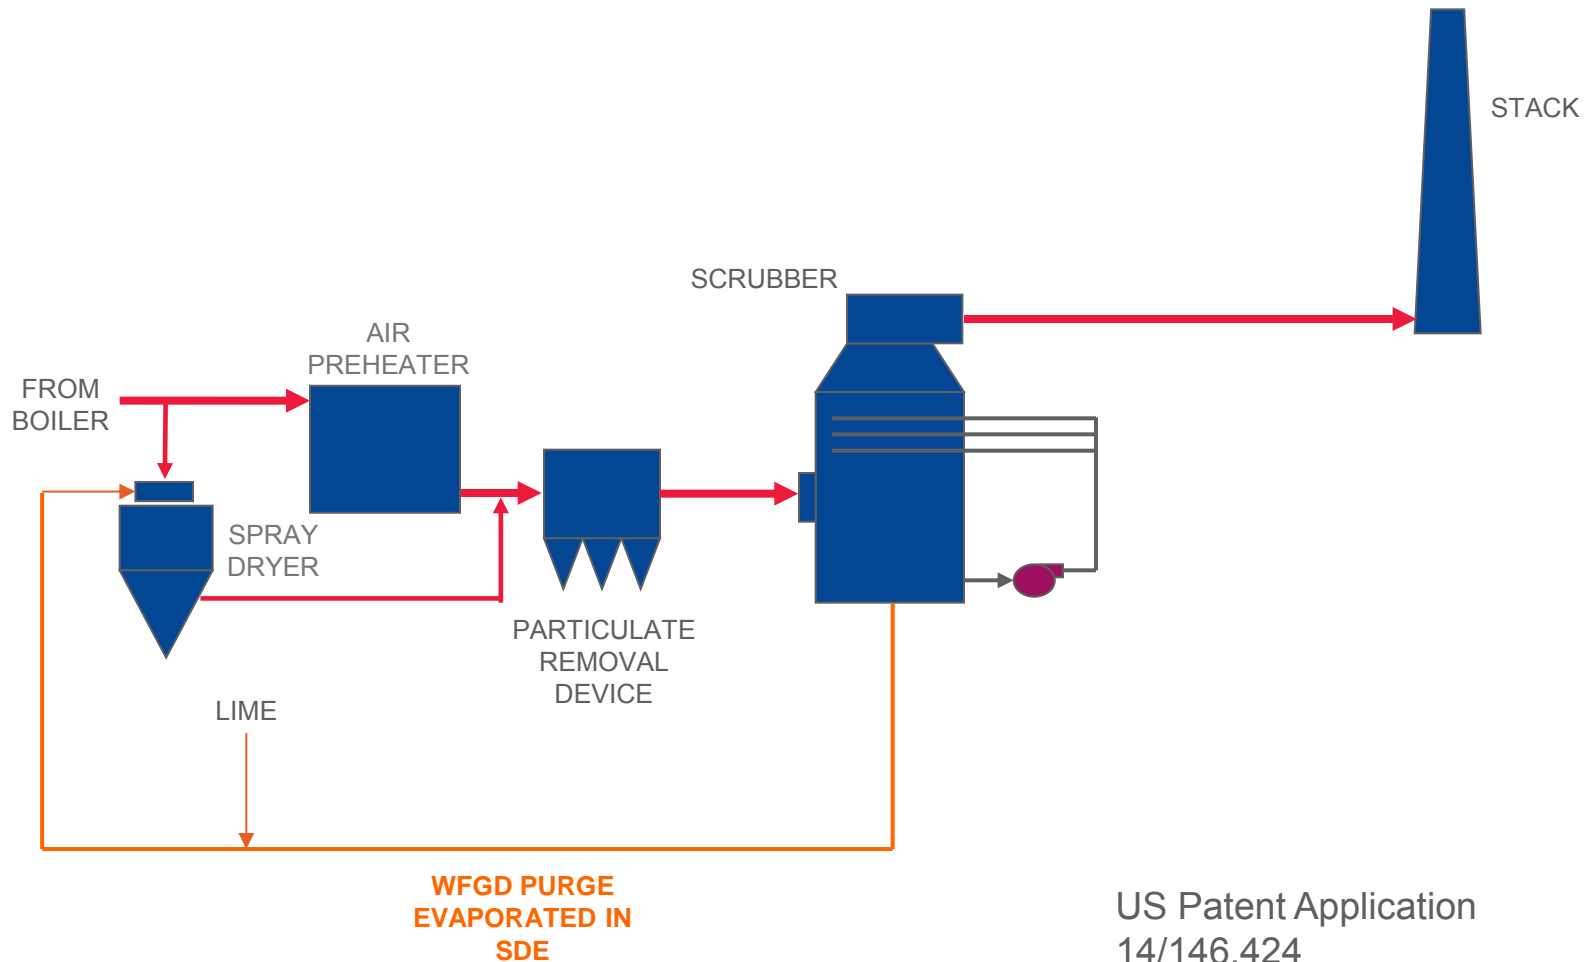 STACK
SCRUBBER
AIR
PREHEATER
FROM
BOILER
SPRAY
DRYER
PARTICULATE
REMOVAL
DEVICE
LIME
WFGD PURGE
EVAPORATED IN
SDE
US Patent Application
14/146,424